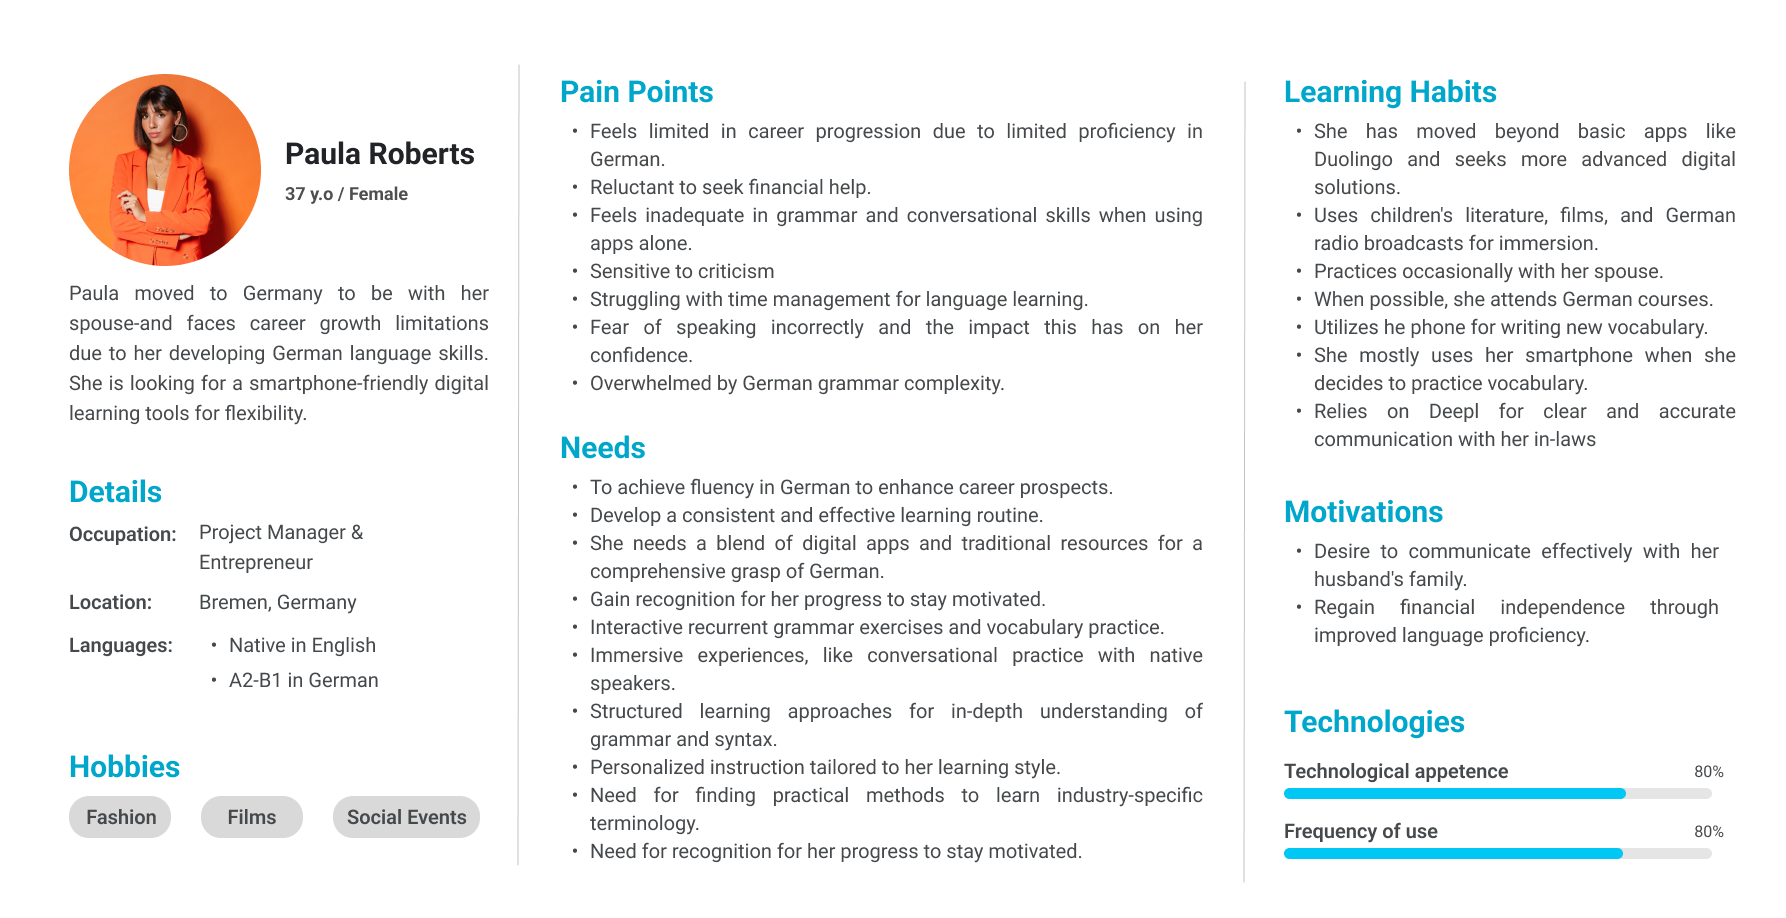 Paula Roberts
37 y.o / Female
Paula moved to Germany to be with her
spouse-and faces career growth limitations
due to her developing German language skills.
She is looking for a smartphone-friendly digital
learning tools for flexibility.
Details
Occupation: Project Manager &
Entrepreneur
Location: Bremen, Germany
Languages: • Native in English
• A2-B1 in German
Hobbies
Fashion Films Social Events
Pain Points
• Feels limited in career progression due to limited proficiency in
German.
• Reluctant to seek financial help.
• Feels inadequate in grammar and conversational skills when using
apps alone.
• Sensitive to criticism
• Struggling with time management for language learning.
• Fear of speaking incorrectly and the impact this has on her
confidence.
• Overwhelmed by German grammar complexity.
Needs
• To achieve fluency in German to enhance career prospects.
• Develop a consistent and effective learning routine.
• She needs a blend of digital apps and traditional resources for a
comprehensive grasp of German.
• Gain recognition for her progress to stay motivated.
• Interactive recurrent grammar exercises and vocabulary practice.
• Immersive experiences, like conversational practice with native
speakers.
• Structured learning approaches for in-depth understanding of
grammar and syntax.
• Personalized instruction tailored to her learning style.
• Need for finding practical methods to learn industry-specific
terminology.
• Need for recognition for her progress to stay motivated.
Learning Habits
• She has moved beyond basic apps like
Duolingo and seeks more advanced digital
solutions.
• Uses children's literature, films, and German
radio broadcasts for immersion.
• Practices occasionally with her spouse.
• When possible, she attends German courses.
• Utilizes he phone for writing new vocabulary.
• She mostly uses her smartphone when she
decides to practice vocabulary.
• Relies on Deepl for clear and accurate
communication with her in-laws
Motivations
• Desire to communicate effectively with her
husband's family.
• Regain financial independence through
improved language proficiency.
Technologies
Technological appetence 80%
Frequency of use 80%